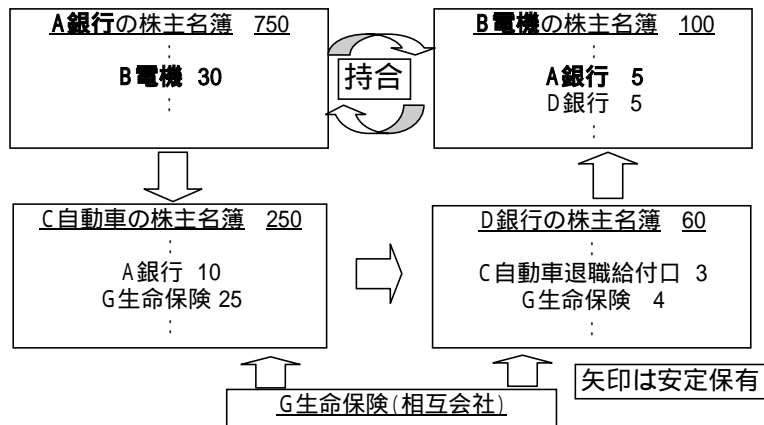 A銀行の株主名簿 750
:
B電機 30
:
持合
B電機の株主名簿 100
:
A銀行 5
D銀行 5
:
C自動車の株主名簿 250
:
A銀行 10
G生命保険 25
:
D銀行の株主名簿 60
:
C自動車退職給付口 3
G生命保険 4
:
矢印は安定保有
G生命保険(相互会社)